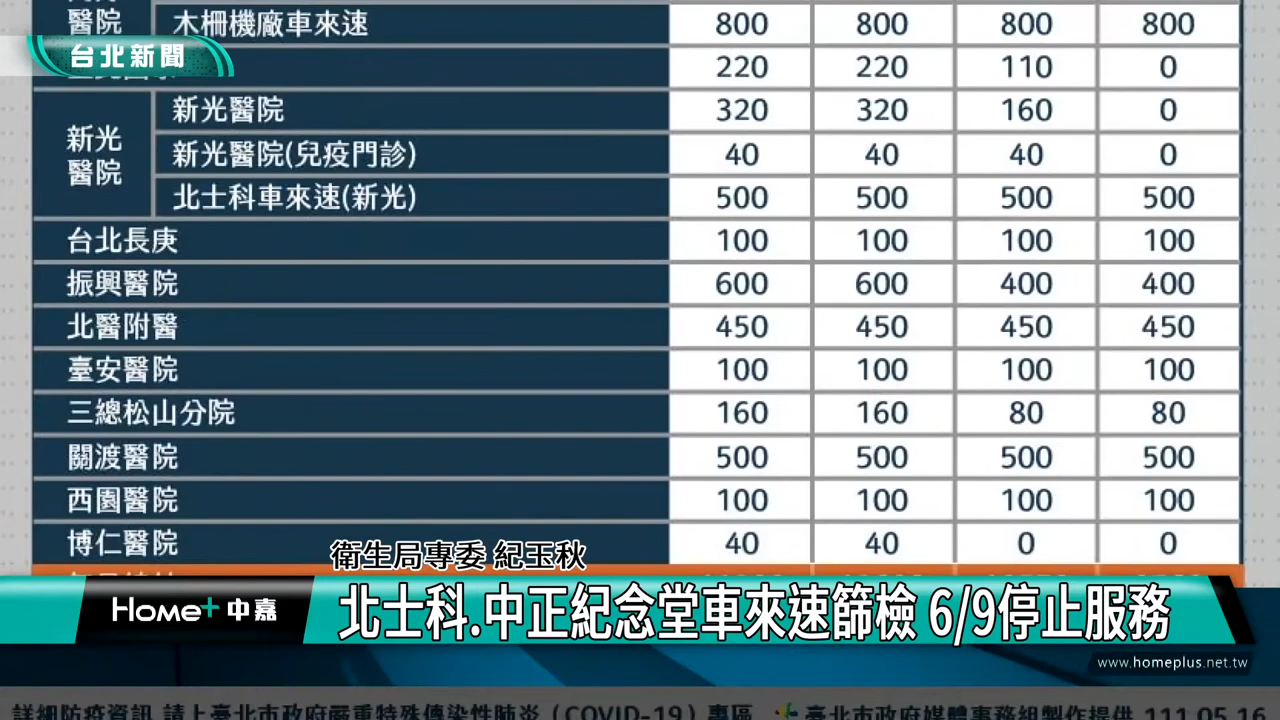 醫院 木柵機廠車來速 800 800 800 800
台北新聞
220 220 110 0
新光醫院 新光醫院 320 320 160 0
新光醫院(兒疫門診) 40 40 40 0
北士科車來速(新光) 500 500 500 500
台北長庚 100 100 100 100
振興醫院 600 600 400 400
北醫附醫 450 450 450 450
臺安醫院 100 100 100 100
三總松山分院 160 160 80 80
關渡醫院 500 500 500 500
西園醫院 100 100 100 100
博仁醫院 40 40 0 0
衛生局專委 紀玉秋
Home+中嘉
北士科.中正紀念堂車來速篩檢 6/9停止服務
www.homeplus.net.tw
詳細防疫資訊 請上臺北市政府嚴重特殊傳染性肺炎（COVID-19）專區
臺北市政府媒體事務組製作提供 111.05.16